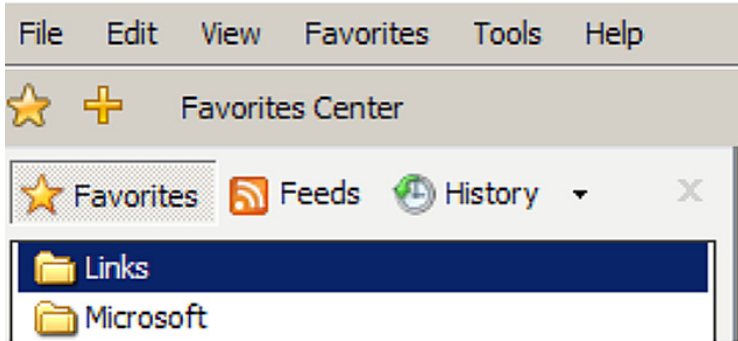 File Edit View Favorites Tools Help
Favorites Center
Favorites Feeds History
Links
Microsoft